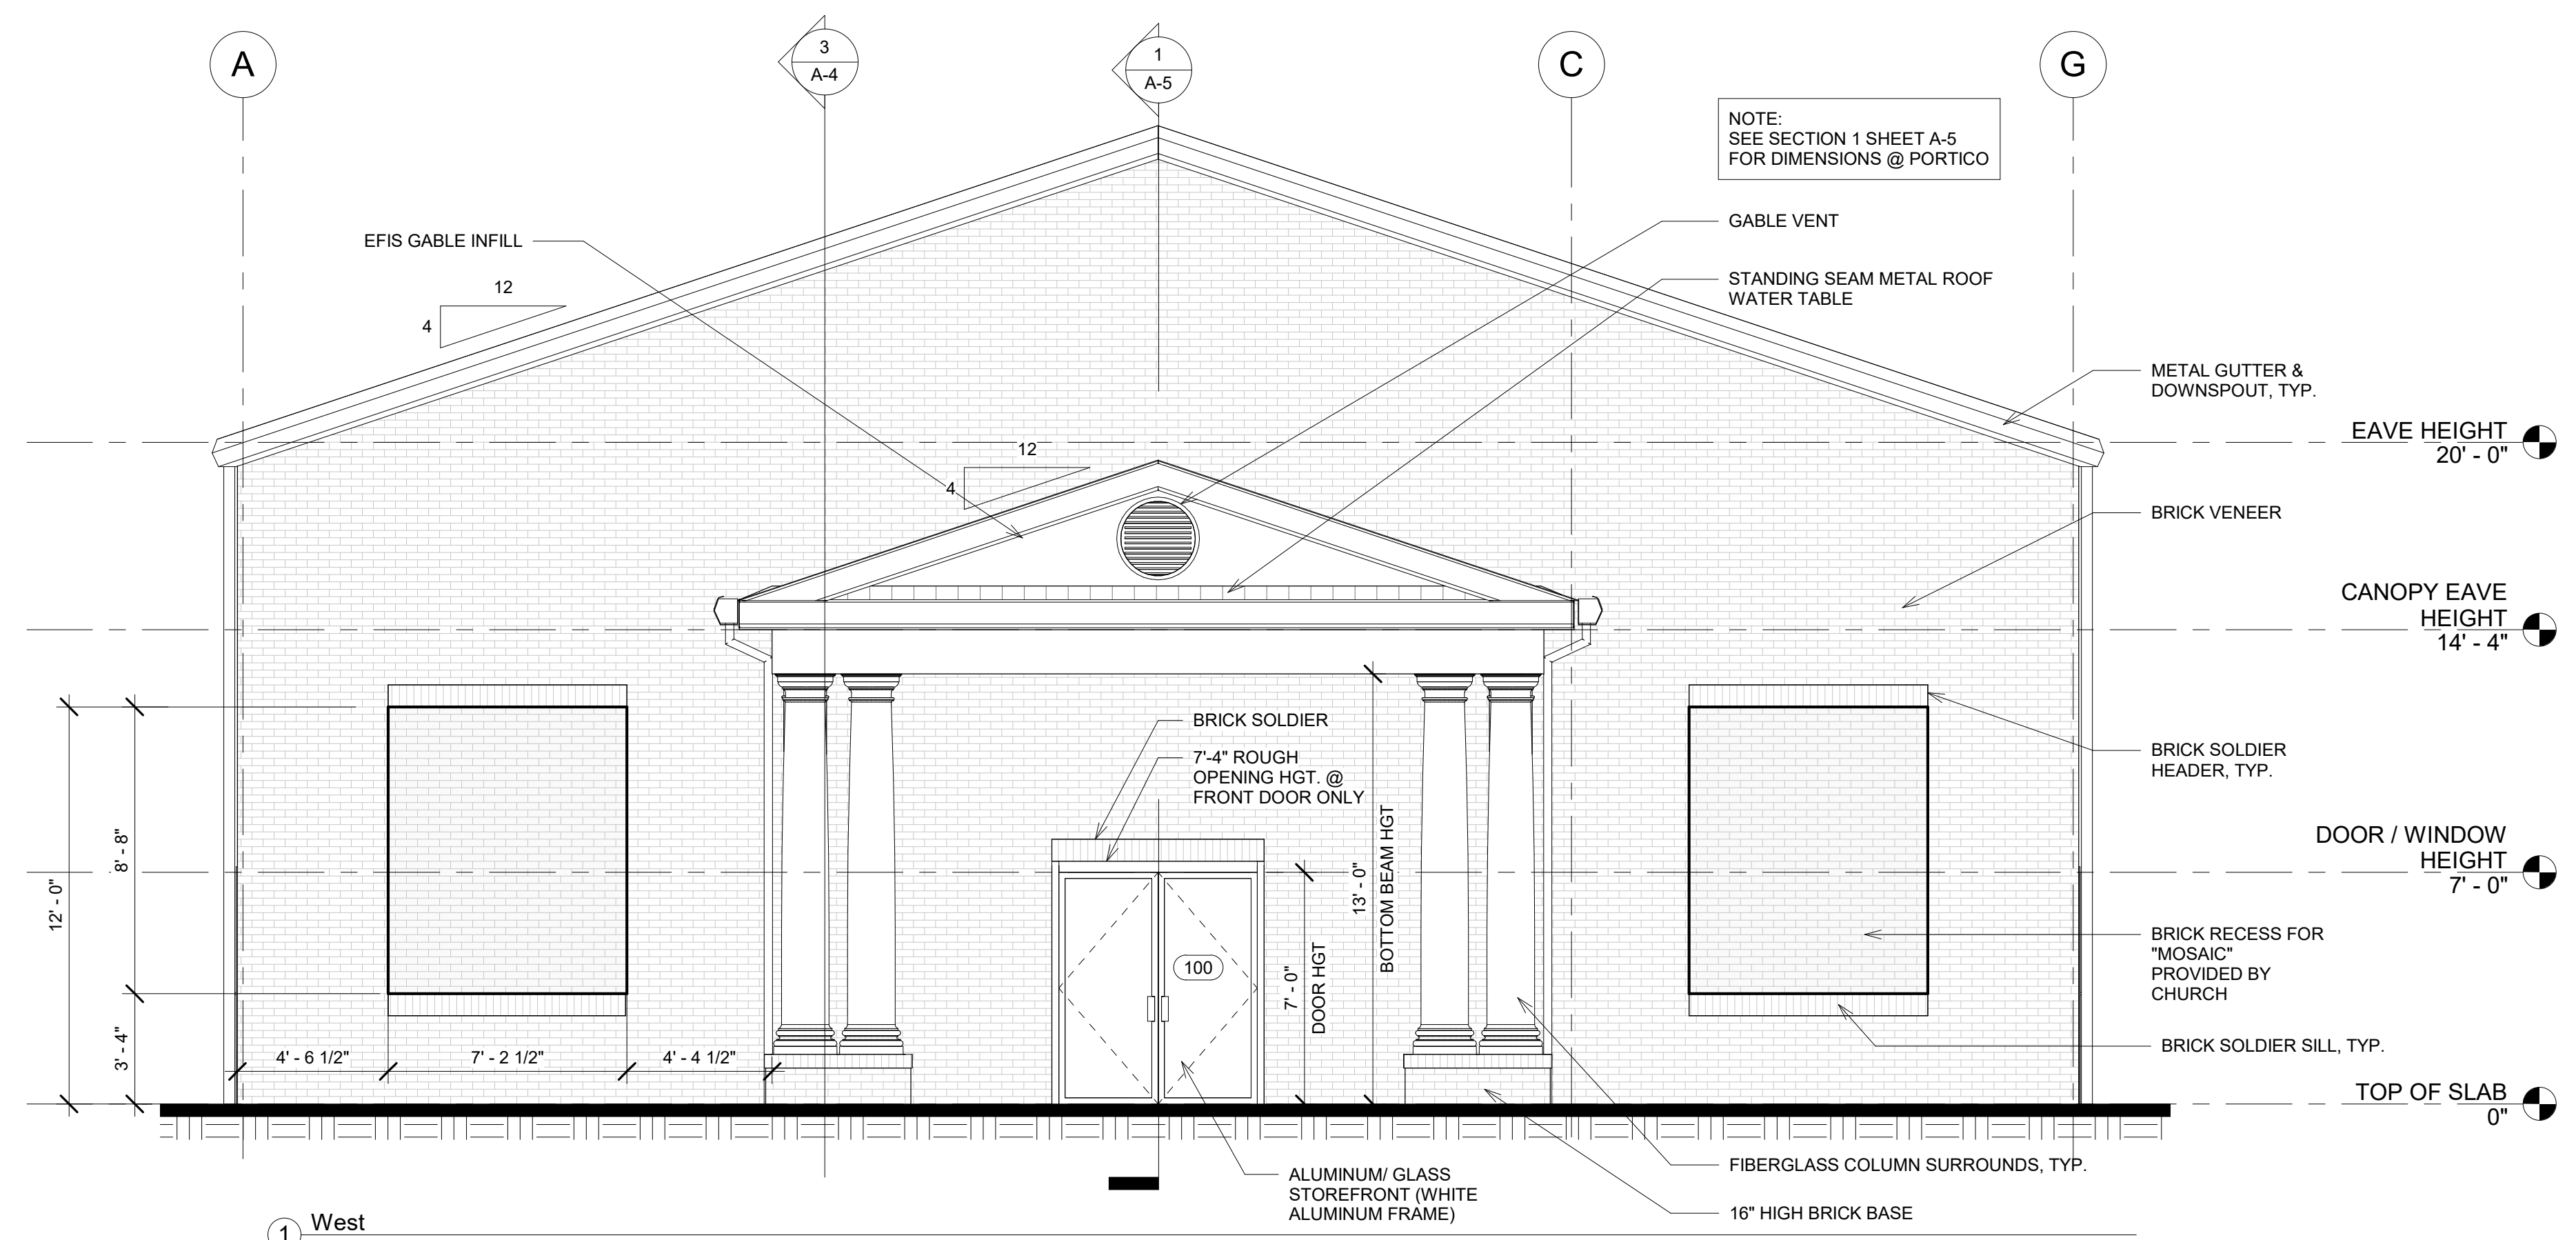 A
3
A-4
1
A-5
C
G
NOTE:
SEE SECTION 1 SHEET A-5
FOR DIMENSIONS @ PORTICO
GABLE VENT
EFIS GABLE INFILL
STANDING SEAM METAL ROOF
WATER TABLE
12
4
METAL GUTTER &
DOWNSPOUT, TYP.
EAVE HEIGHT
20' - 0"
12
4
BRICK VENEER
CANOPY EAVE
HEIGHT
14' - 4"
BRICK SOLDIER
7'-4" ROUGH
OPENING HGT. @
FRONT DOOR ONLY
BRICK SOLDIER
HEADER, TYP.
DOOR / WINDOW
HEIGHT
7' - 0"
12' - 0"
8' - 8"
3' - 4"
13' - 0"
BOTTOM BEAM HGT
7' - 0"
DOOR HGT
100
BRICK RECESS FOR
"MOSAIC"
PROVIDED BY
CHURCH
4' - 6 1/2"
7' - 2 1/2"
4' - 4 1/2"
BRICK SOLDIER SILL, TYP.
TOP OF SLAB
0"
ALUMINUM/ GLASS
STOREFRONT (WHITE
ALUMINUM FRAME)
FIBERGLASS COLUMN SURROUNDS, TYP.
16" HIGH BRICK BASE
1
West